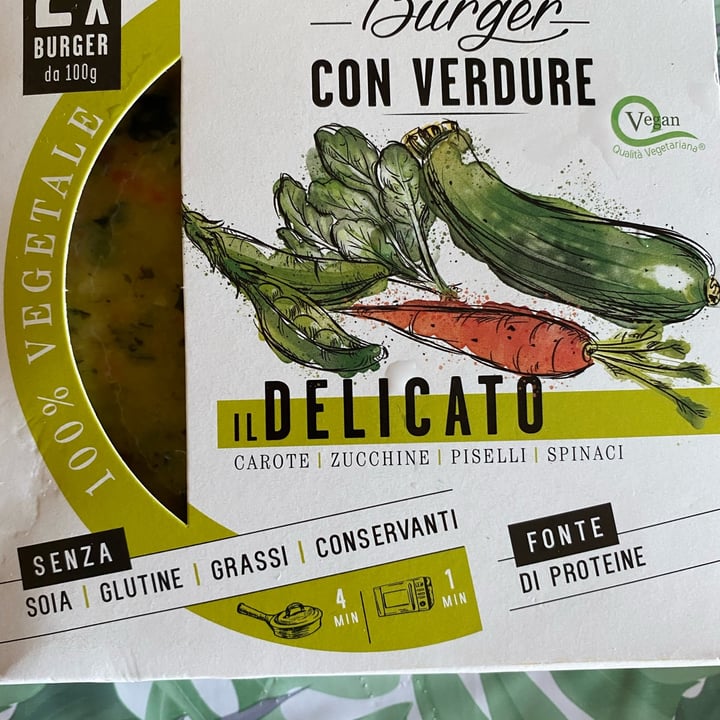 2X
BURGER
da 100g
100% VEGETALE
Burger
CON VERDURE
Vegan
Qualità Vegetariana®
IL DELICATO
CAROTE | ZUCCHINE | PISELLI | SPINACI
SENZA
SOIA | GLUTINE | GRASSI | CONSERVANTI
4
MIN
1
MIN
FONTE
DI PROTEINE